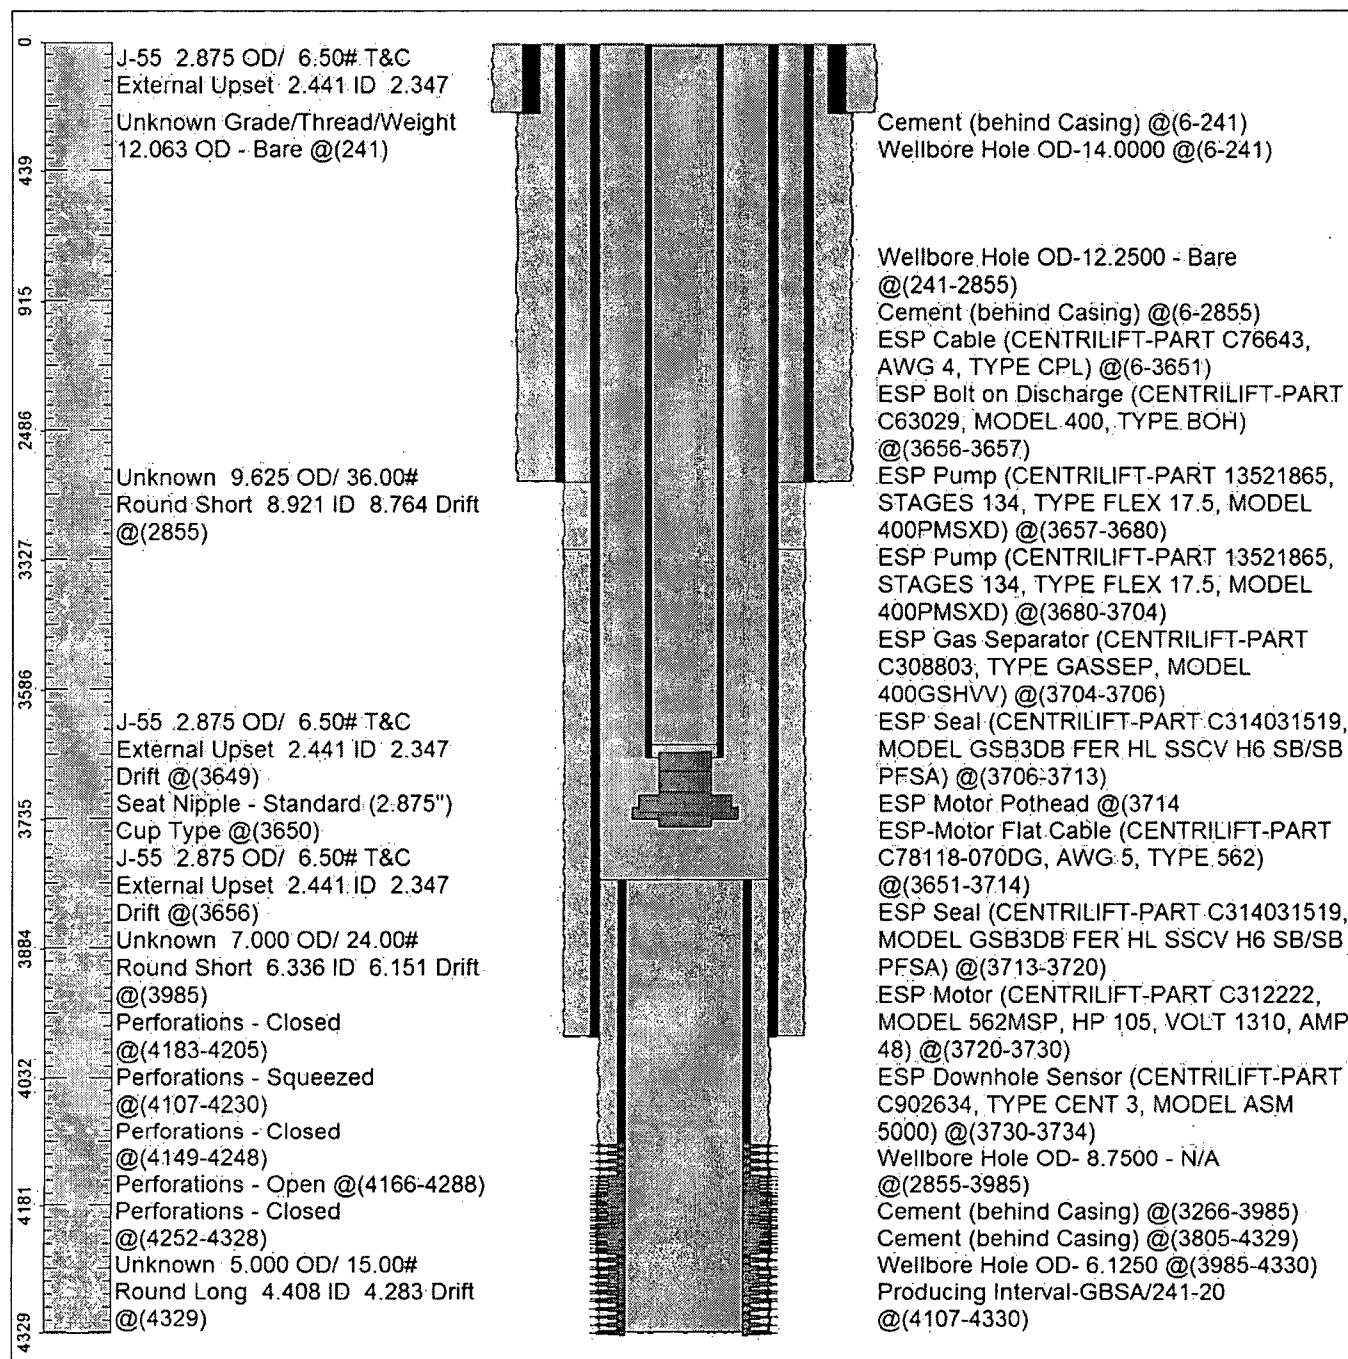 0
439
915
2486
3327
3586
3735
3884
4032
4181
4329
J-55 2.875 OD/ 6.50# T&C
External Upset 2.441 ID 2.347
Unknown Grade/Thread/Weight
12.063 OD - Bare @(241)
Unknown 9.625 OD/ 36.00#
Round Short 8.921 ID 8.764 Drift
@(2855)
J-55 2.875 OD/ 6.50# T&C
External Upset 2.441 ID 2.347
Drift @(3649)
Seat Nipple - Standard (2.875")
Cup Type @(3650)
J-55 2.875 OD/ 6.50# T&C
External Upset 2.441 ID 2.347
Drift @(3656)
Unknown 7.000 OD/ 24.00#
Round Short 6.336 ID 6.151 Drift
@(3985)
Perforations - Closed
@(4183-4205)
Perforations - Squeezed
@(4107-4230)
Perforations - Closed
@(4149-4248)
Perforations - Open @(4166-4288)
Perforations - Closed
@(4252-4328)
Unknown 5.000 OD/ 15.00#
Round Long 4.408 ID 4.283 Drift
@(4329)
Cement (behind Casing) @(6-241)
Wellbore Hole OD-14.0000 @(6-241)
Wellbore Hole OD-12.2500 - Bare
@(241-2855)
Cement (behind Casing) @(6-2855)
ESP Cable (CENTRILIFT-PART C76643,
AWG 4, TYPE CPL) @(6-3651)
ESP Bolt on Discharge (CENTRILIFT-PART
C63029, MODEL 400, TYPE BOH)
@(3656-3657)
ESP Pump (CENTRILIFT-PART 13521865,
STAGES 134, TYPE FLEX 17.5, MODEL
400PMSXD) @(3657-3680)
ESP Pump (CENTRILIFT-PART 13521865,
STAGES 134, TYPE FLEX 17.5, MODEL
400PMSXD) @(3680-3704)
ESP Gas Separator (CENTRILIFT-PART
C308803, TYPE GASSEP, MODEL
400GSHVV) @(3704-3706)
ESP Seal (CENTRILIFT-PART C314031519,
MODEL GSB3DB FER HL SSCV H6 SB/SB
PFSA) @(3706-3713)
ESP Motor Pothead @(3714
ESP-Motor Flat Cable (CENTRILIFT-PART
C78118-070DG, AWG 5, TYPE 562)
@(3651-3714)
ESP Seal (CENTRILIFT-PART C314031519,
MODEL GSB3DB FER HL SSCV H6 SB/SB
PFSA) @(3713-3720)
ESP Motor (CENTRILIFT-PART C312222,
MODEL 562MSP, HP 105, VOLT 1310, AMP
48) @(3720-3730)
ESP Downhole Sensor (CENTRILIFT-PART
C902634, TYPE CENT 3, MODEL ASM
5000) @(3730-3734)
Wellbore Hole OD- 8.7500 - N/A
@(2855-3985)
Cement (behind Casing) @(3266-3985)
Cement (behind Casing) @(3805-4329)
Wellbore Hole OD- 6.1250 @(3985-4330)
Producing Interval-GBSA/241-20
@(4107-4330)